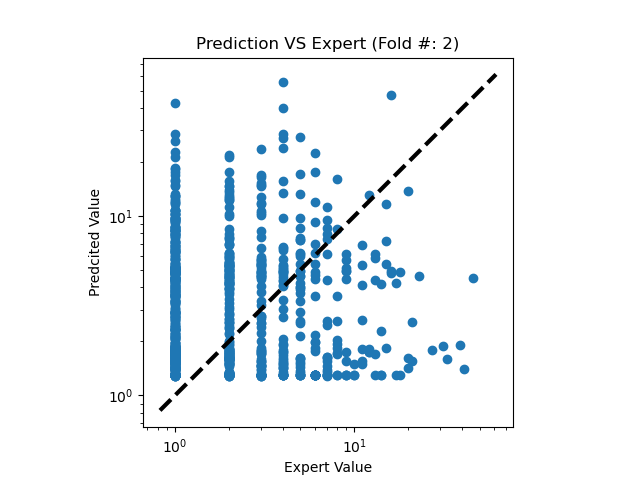 Prediction VS Expert (Fold #: 2)
Predcited Value
10¹
10⁰
10⁰
10¹
Expert Value